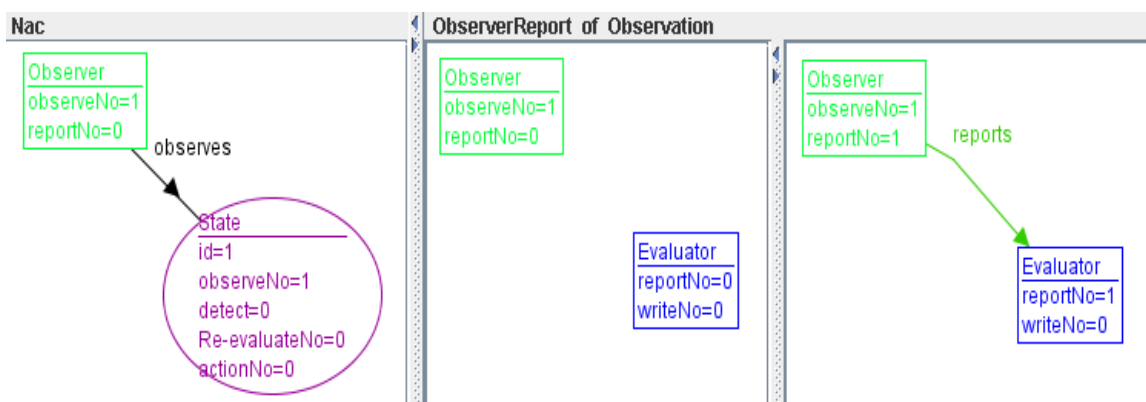 Nac
Observer
observeNo=1
reportNo=0
observes
State
id=1
observeNo=1
detect=0
Re-evaluateNo=0
actionNo=0
ObserverReport of Observation
Observer
observeNo=1
reportNo=0
Evaluator
reportNo=0
writeNo=0
Observer
observeNo=1
reportNo=1
reports
Evaluator
reportNo=1
writeNo=0